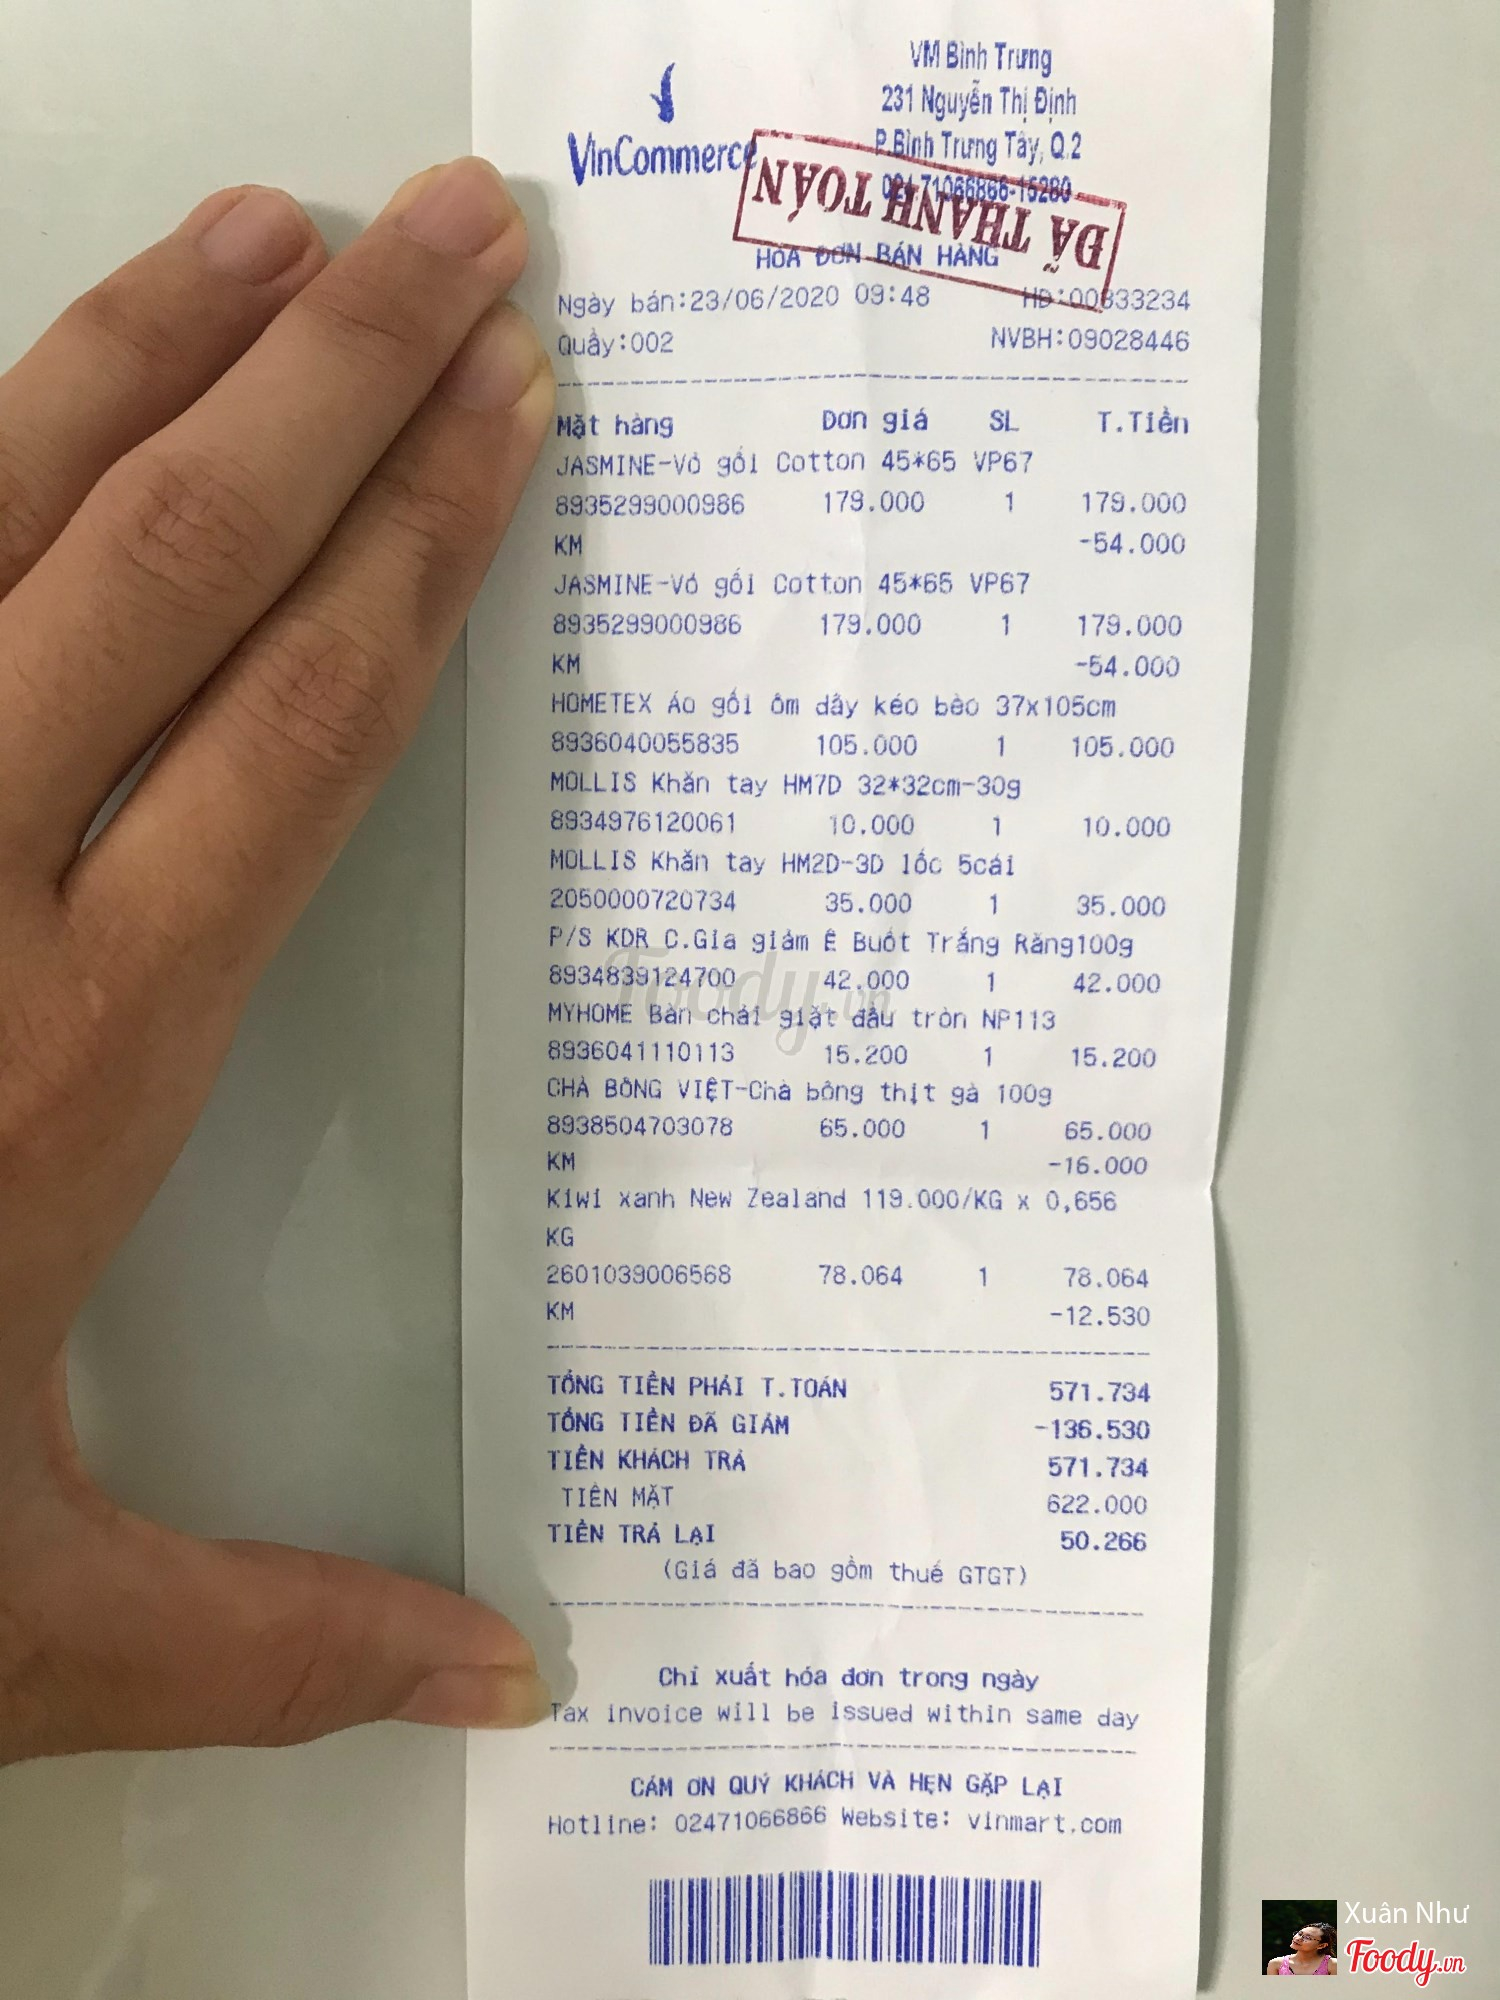 VinCommerce
VM Bình Trưng
231 Nguyễn Thị Định
P.Bình Trưng Tây, Q.2
024.71066866-15280
ĐÃ THANH TOÁN
HÓA ĐƠN BÁN HÀNG
Ngày bán:23/06/2020 09:48 HD:00833234
Quầy:002 NVBH:09028446
Mặt hàng Đơn giá SL T.Tiền
JASMINE-Vỏ gối Cotton 45*65 VP67
8935299000986 179.000 1 179.000
KM -54.000
JASMINE-Vỏ gối Cotton 45*65 VP67
8935299000986 179.000 1 179.000
KM -54.000
HOMETEX Áo gối ôm dây kéo bèo 37x105cm
8936040055835 105.000 1 105.000
MOLLIS Khăn tay HM7D 32*32cm-30g
8934976120061 10.000 1 10.000
MOLLIS Khăn tay HM2D-3D lốc 5cái
2050000720734 35.000 1 35.000
P/S KDR C.Gia giảm Ê Buốt Trắng Răng100g
8934839124700 42.000 1 42.000
MYHOME Bàn chải giặt đầu tròn NP113
8936041110113 15.200 1 15.200
CHÀ BÔNG VIỆT-Chà bông thịt gà 100g
8938504703078 65.000 1 65.000
KM -16.000
Kiwi xanh New Zealand 119.000/KG x 0,656
KG
2601039006568 78.064 1 78.064
KM -12.530
TỔNG TIỀN PHẢI T.TOÁN 571.734
TỔNG TIỀN ĐÃ GIẢM -136.530
TIỀN KHÁCH TRẢ 571.734
TIỀN MẶT 622.000
TIỀN TRẢ LẠI 50.266
(Giá đã bao gồm thuế GTGT)
Chỉ xuất hóa đơn trong ngày
Tax invoice will be issued within same day
CÁM ƠN QUÝ KHÁCH VÀ HẸN GẶP LẠI
Hotline: 02471066866 Website: vinmart.com
Foody.vn
Xuân Như
Foody.vn